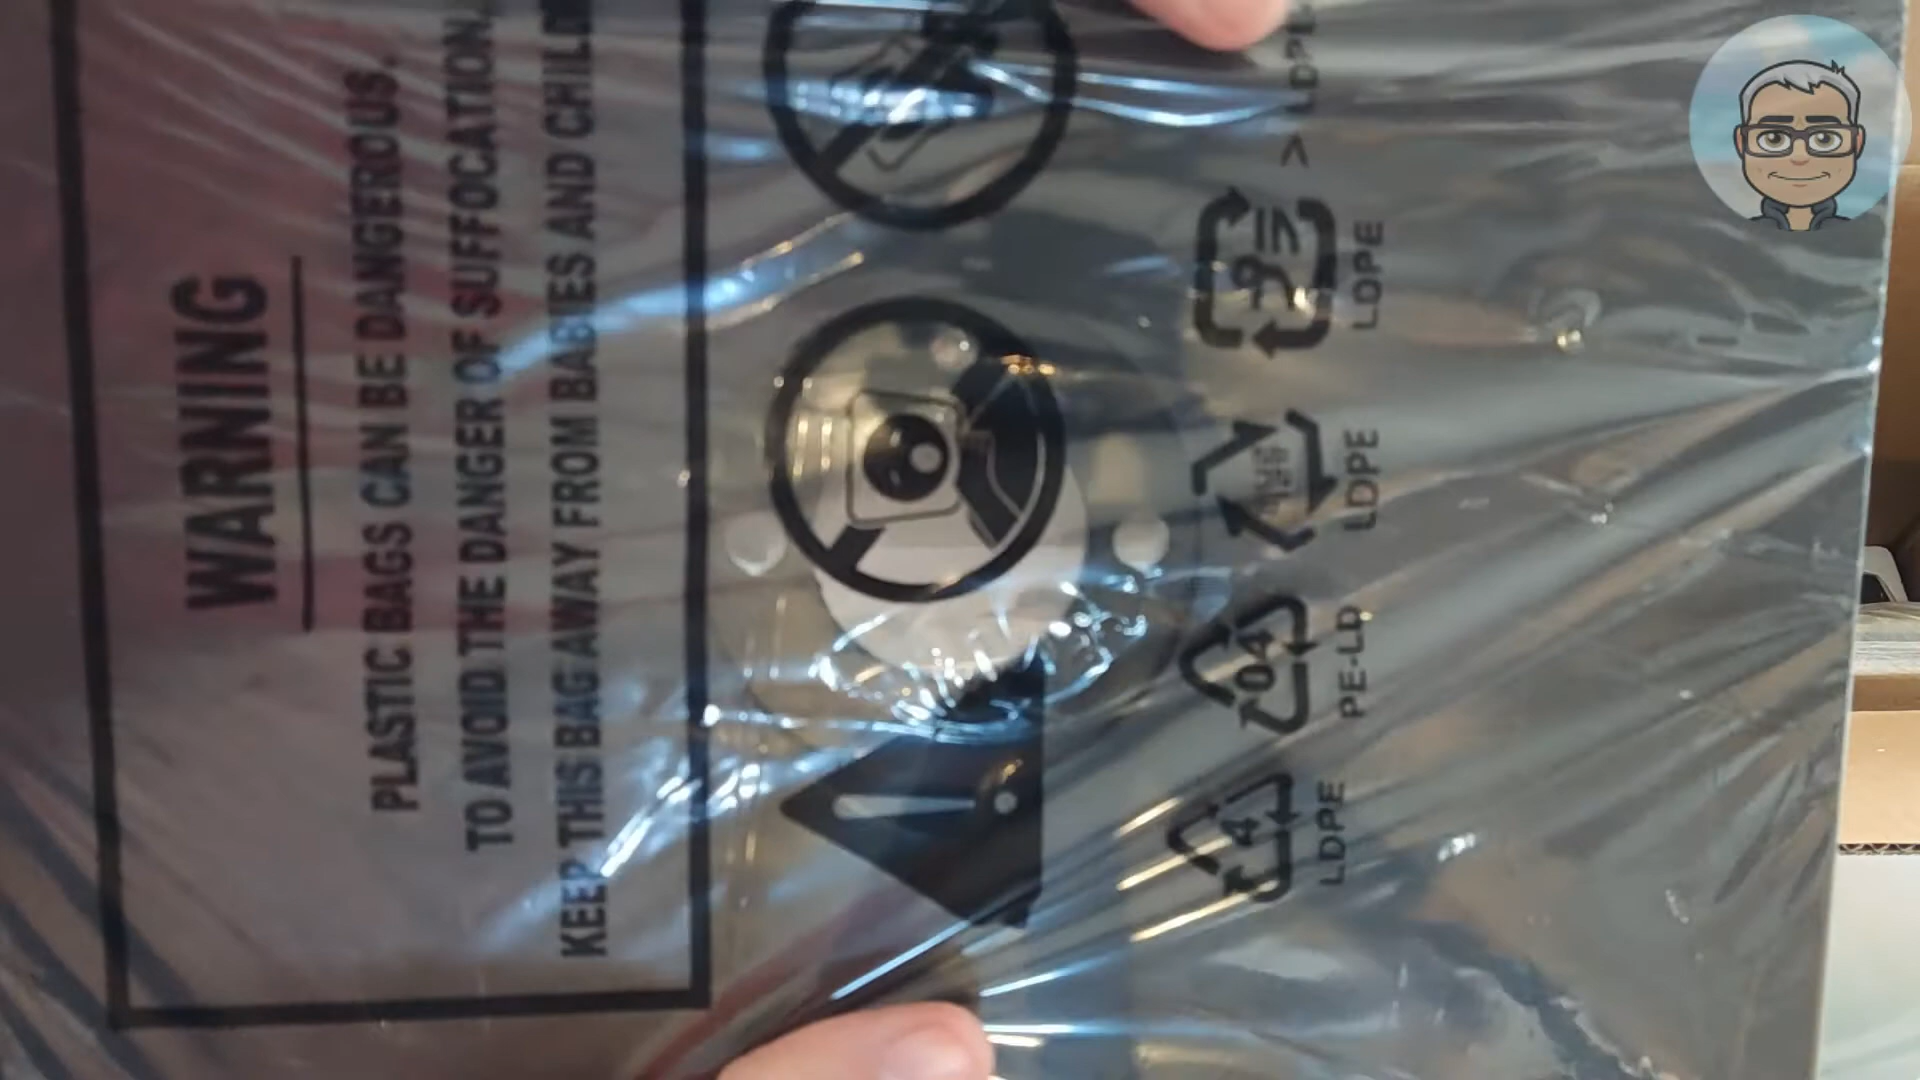 WARNING
PLASTIC BAGS CAN BE DANGEROUS.
TO AVOID THE DANGER OF SUFFOCATION,
KEEP THIS BAG AWAY FROM BABIES AND
4
LDPE
04
PE-LD
LDPE
LDPE
> LDPE